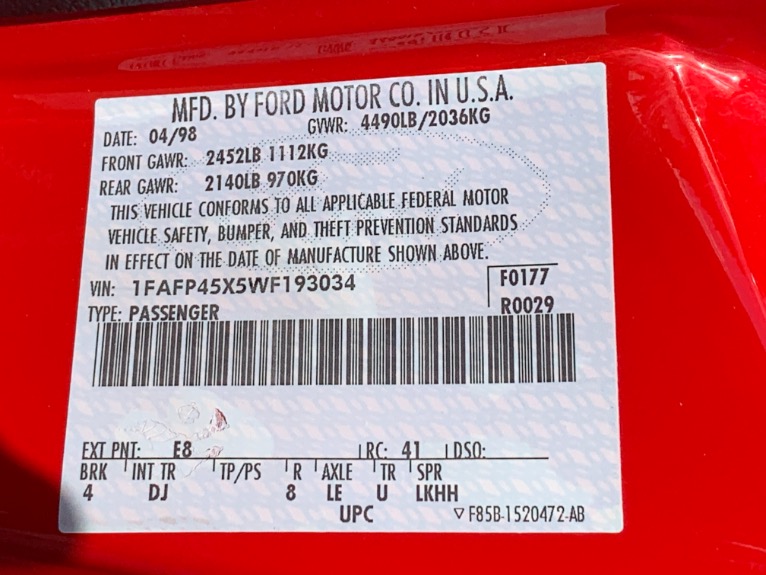 MFD. BY FORD MOTOR CO. IN U.S.A.
DATE: 04/98 GVWR: 4490LB/2036KG
FRONT GAWR: 2452LB 1112KG
REAR GAWR: 2140LB 970KG
THIS VEHICLE CONFORMS TO ALL APPLICABLE FEDERAL MOTOR
VEHICLE SAFETY, BUMPER, AND THEFT PREVENTION STANDARDS
IN EFFECT ON THE DATE OF MANUFACTURE SHOWN ABOVE.
VIN: 1FAFP45X5WF193034 F0177
TYPE: PASSENGER R0029
EXT PNT: E8 RC: 41 DSO:
BRK INT TR TP/PS R AXLE TR SPR
4 DJ 8 LE U LKHH
UPC ▽F85B-1520472-AB